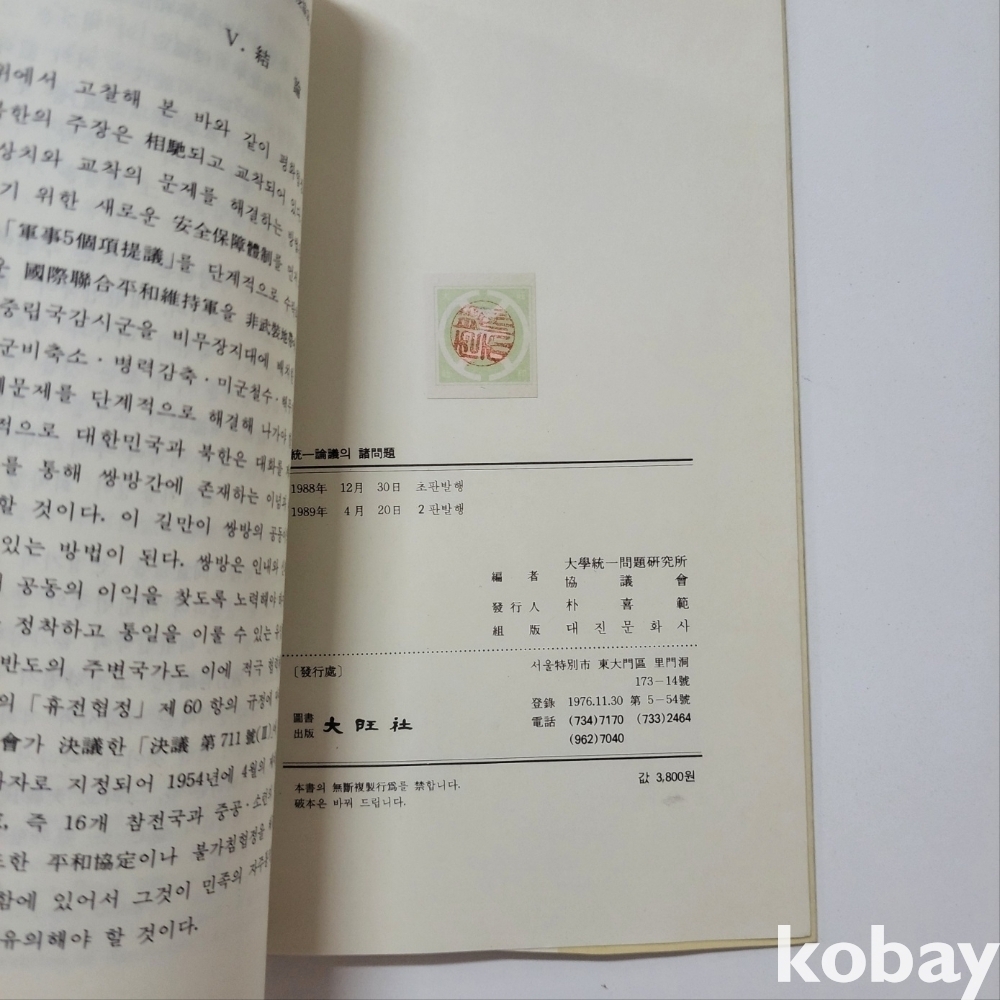 V. 結 論
위에서 고찰해 본 바와 같이
북한의 주장은 相馳되고 교착되어 있다
상치와 교착의 문제를 해결하는
기 위한 새로운 安全保障體制를
「軍事5個項提議」를 단계적으로
國際聯合平和維持軍을 非武裝地帶
중립국감시군을 비무장지대에
군비축소·병력감축·미군철수·
제문제를 단계적으로 해결해 나가야
적으로 대한민국과 북한은 대화를
를 통해 쌍방간에 존재하는
할 것이다. 이 길만이 쌍방의
있는 방법이 된다. 쌍방은 인내와
공동의 이익을 찾도록 노력해야
정착하고 통일을 이룰 수 있는
반도의 주변국가도 이에 적극
의 「휴전협정」 제 60 항의 규정에
會가 決議한 「決議 第 711 號(Ⅱ)」
자로 지정되어 1954년에 4월의
즉 16개 참전국과 중공·소련
또한 平和協定이나 불가침협정을
함에 있어서 그것이 민족의
유의해야 할 것이다.
KUK
統一論議의 諸問題
1988年 12月 30日 초판발행
1989年 4月 20日 2판발행
編者 大學統一問題硏究所
協議會
發行人 朴喜範
組版 대진문화사
〔發行處〕 서울特別市 東大門區 里門洞
173-14號
登錄 1976.11.30 第 5-54號
圖書出版 大旺社
電話 (734)7170 (733)2464
(962)7040
값 3,800원
本書의 無斷複製行爲를 禁합니다.
破本은 바꿔 드립니다.
kobay